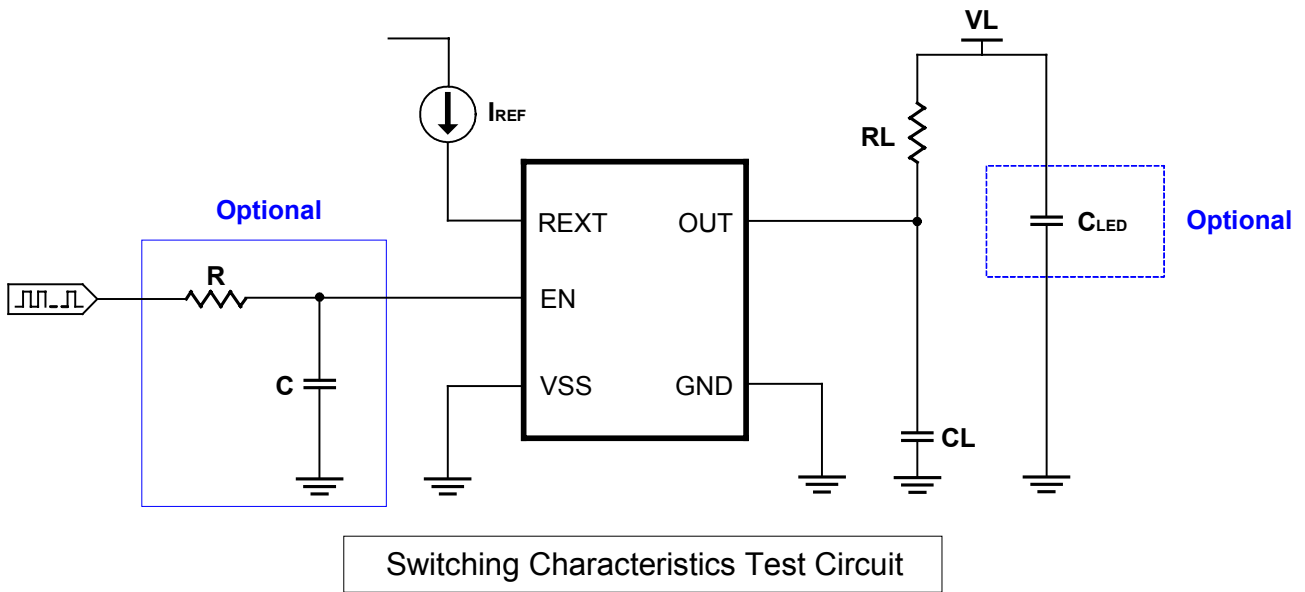 VL
IREF
RL
Optional
REXT
OUT
CLED
Optional
R
EN
C
VSS
GND
CL
Switching Characteristics Test Circuit